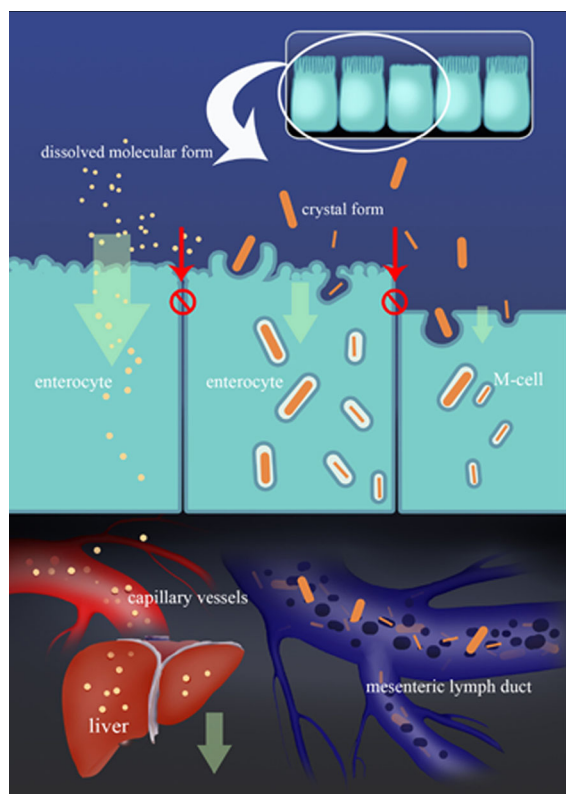 dissolved molecular form
crystal form
enterocyte
enterocyte
M-cell
capillary vessels
mesenteric lymph duct
liver